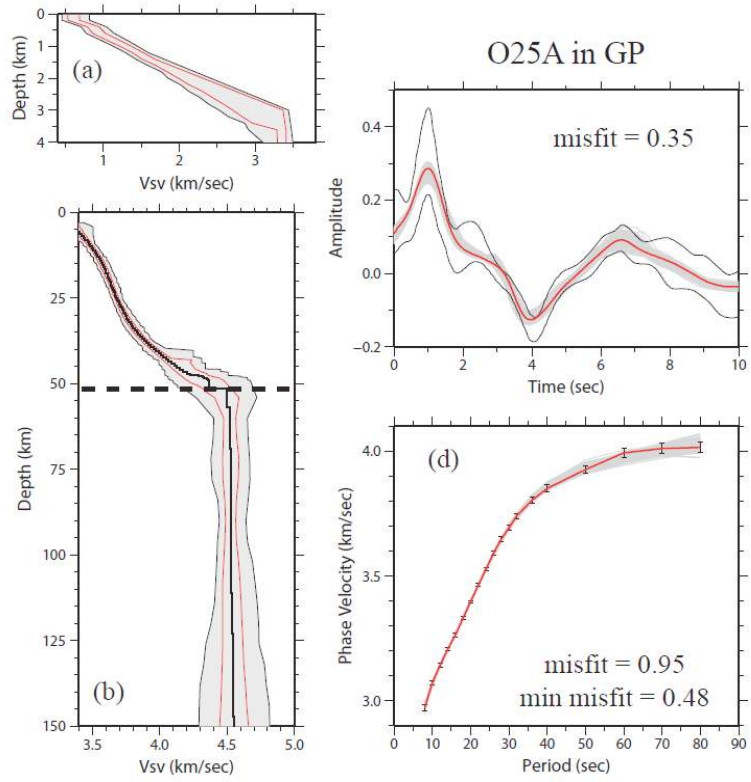 O25A in GP
0
1
2
3
4
Depth (km)
(a)
1
2
3
Vsv (km/sec)
0
25
50
75
100
125
150
Depth (km)
(b)
3.5
4.0
4.5
5.0
Vsv (km/sec)
0.4
0.2
0.0
−0.2
Amplitude
misfit = 0.35
0
2
4
6
8
10
Time (sec)
4.0
3.5
3.0
Phase Velocity (km/sec)
(d)
misfit = 0.95
min misfit = 0.48
0 10 20 30 40 50 60 70 80 90
Period (sec)